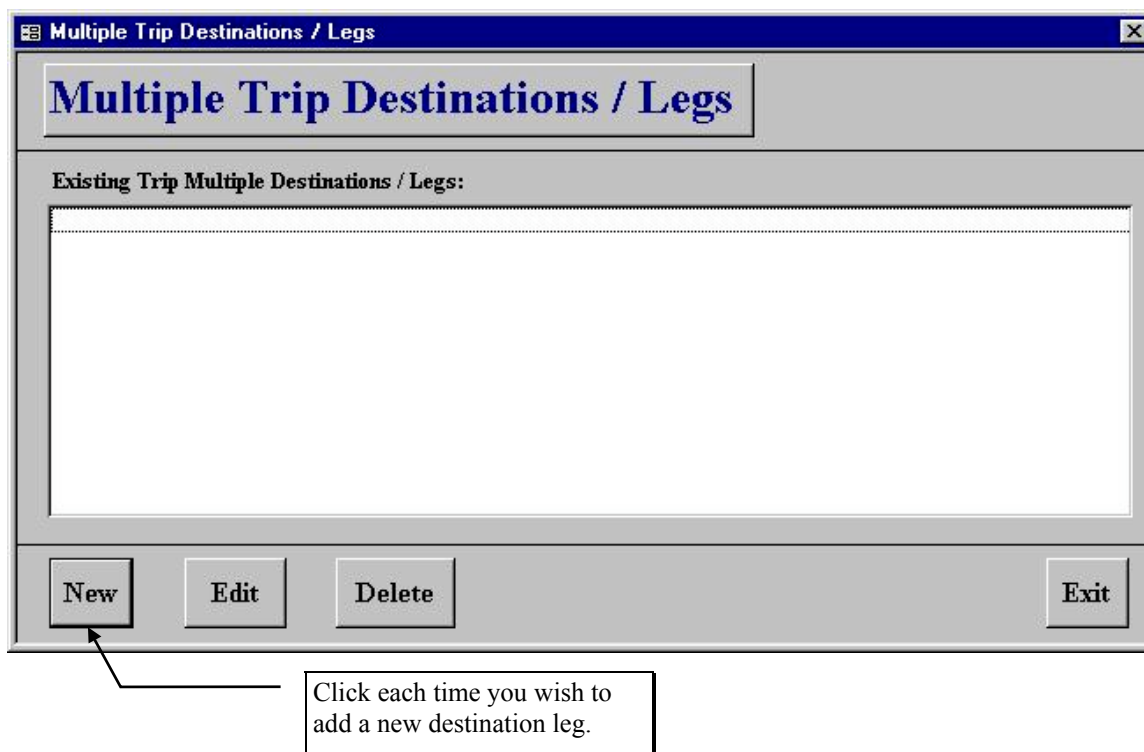 Multiple Trip Destinations / Legs
Multiple Trip Destinations / Legs
Existing Trip Multiple Destinations / Legs:
New Edit Delete Exit
Click each time you wish to
add a new destination leg.